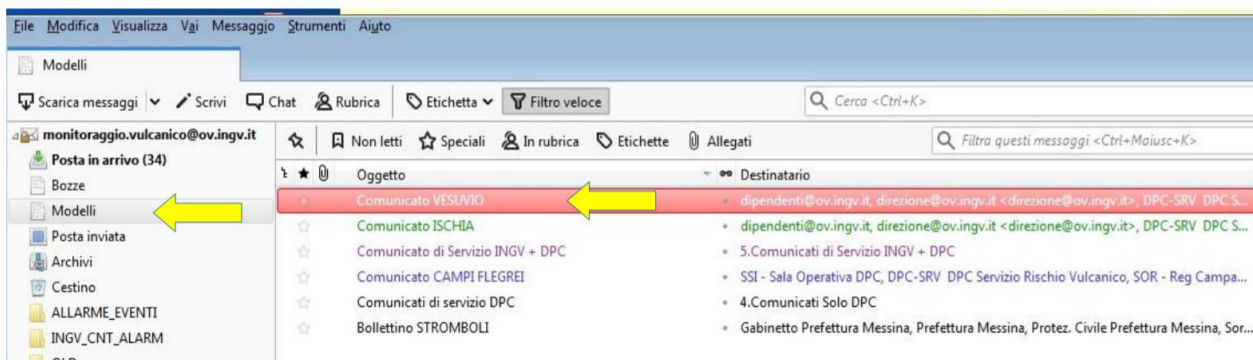 File Modifica Visualizza Vai Messaggio Strumenti Aiuto
Modelli
Scarica messaggi Scrivi Chat Rubrica Etichetta Filtro veloce Cerca <Ctrl+K>
monitoraggio.vulcanico@ov.ingv.it Non letti Speciali In rubrica Etichette Allegati Filtra questi messaggi <Ctrl+Maiusc+K>
Posta in arrivo (34)
Bozze
Modelli
Posta inviata
Archivi
Cestino
ALLARME_EVENTI
INGV_CNT_ALARM
Oggetto Destinatario
Comunicato VESUVIO dipendenti@ov.ingv.it, direzione@ov.ingv.it <direzione@ov.ingv.it>, DPC-SRV DPC S...
Comunicato ISCHIA dipendenti@ov.ingv.it, direzione@ov.ingv.it <direzione@ov.ingv.it>, DPC-SRV DPC S...
Comunicato di Servizio INGV + DPC 5.Comunicati di Servizio INGV + DPC
Comunicato CAMPI FLEGREI SSI - Sala Operativa DPC, DPC-SRV DPC Servizio Rischio Vulcanico, SOR - Reg Campa...
Comunicati di servizio DPC 4.Comunicati Solo DPC
Bollettino STROMBOLI Gabinetto Prefettura Messina, Prefettura Messina, Protez. Civile Prefettura Messina, Sor...